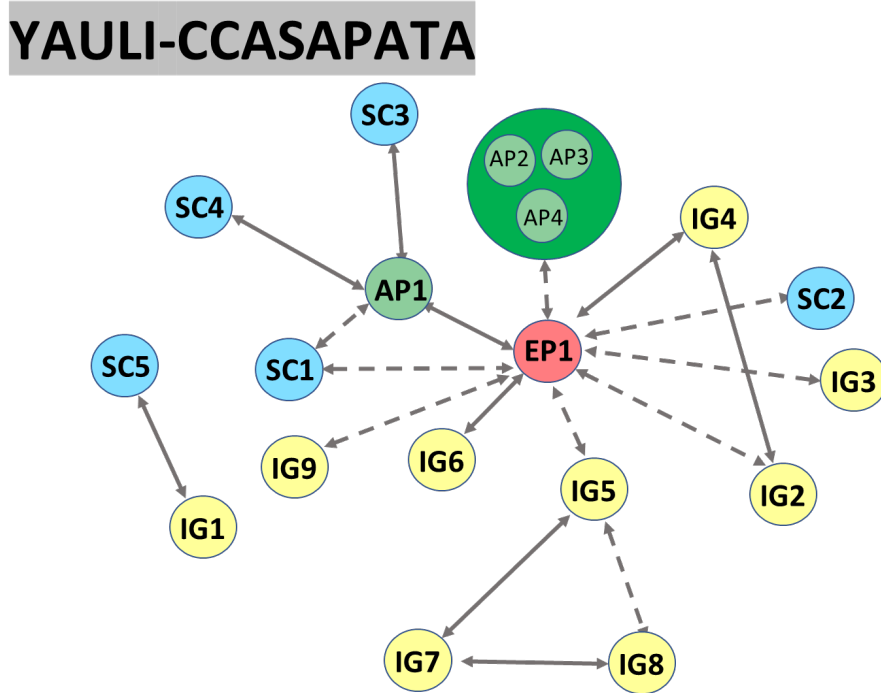 YAULI-CCASAPATA
SC3
AP2 AP3
SC4
AP4
IG4
AP1
SC2
EP1
SC5
SC1
IG3
IG9
IG6
IG5
IG2
IG1
IG7
IG8